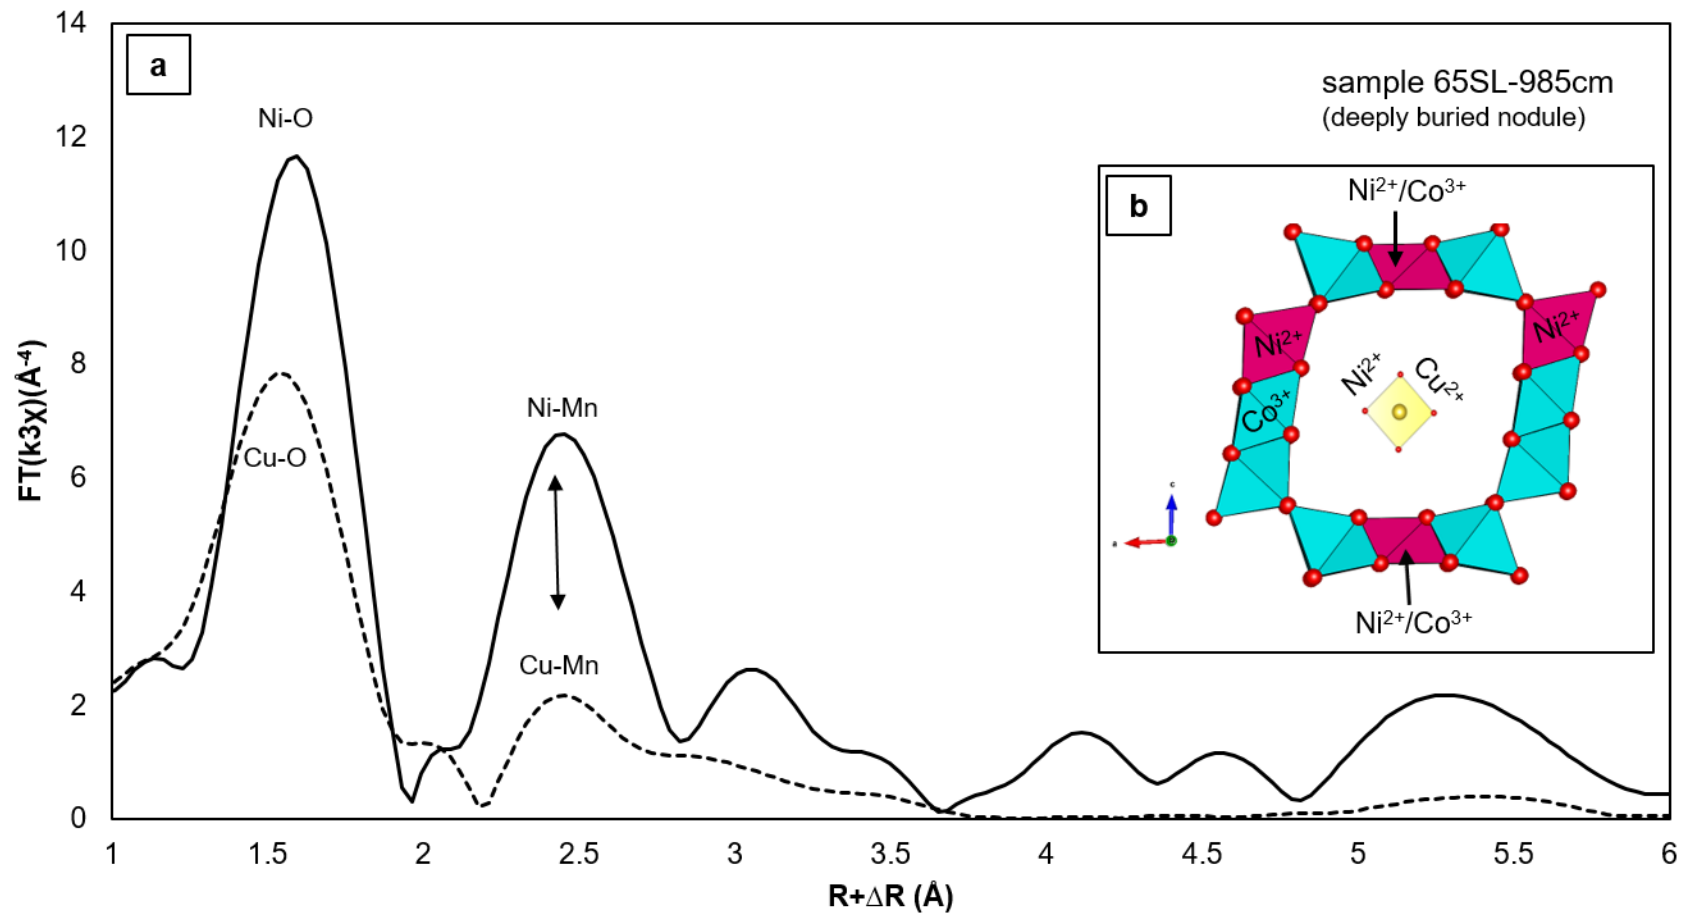 a
sample 65SL-985cm
(deeply buried nodule)
Ni-O
Cu-O
Ni-Mn
Cu-Mn
b
Ni²⁺/Co³⁺
Ni²⁺
Ni²⁺
Ni²⁺
Cu²⁺
Co³⁺
c
a
Ni²⁺/Co³⁺
FT(k3χ)(Å⁻⁴)
14
12
10
8
6
4
2
0
1 1.5 2 2.5 3 3.5 4 4.5 5 5.5 6
R+∆R (Å)